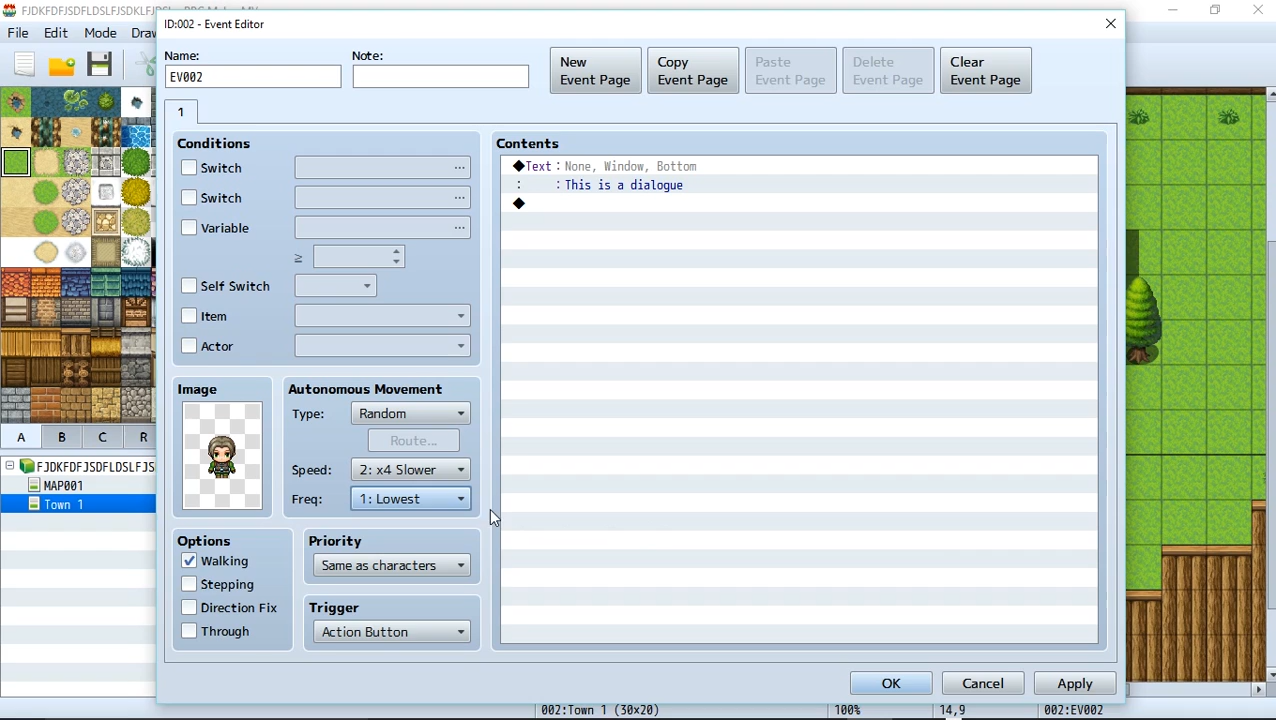 FJDKFDFJSDFLDSLFJSDKLFJ
ID:002 - Event Editor
File Edit Mode
Name: Note:
EV002
New Event Page
Copy Event Page
Paste Event Page
Delete Event Page
Clear Event Page
1
Conditions
Switch ...
Switch ...
Variable ...
≥
Self Switch
Item
Actor
Contents
◆Text : None, Window, Bottom
: : This is a dialogue
◆
Image
Autonomous Movement
Type: Random
Route...
Speed: 2: x4 Slower
Freq: 1: Lowest
Options
Walking
Stepping
Direction Fix
Through
Priority
Same as characters
Trigger
Action Button
A B C R
FJDKFDFJSDFLDSLFJS
MAP001
Town 1
OK Cancel Apply
002:Town 1 (30x20) 100% 14,9 002:EV002